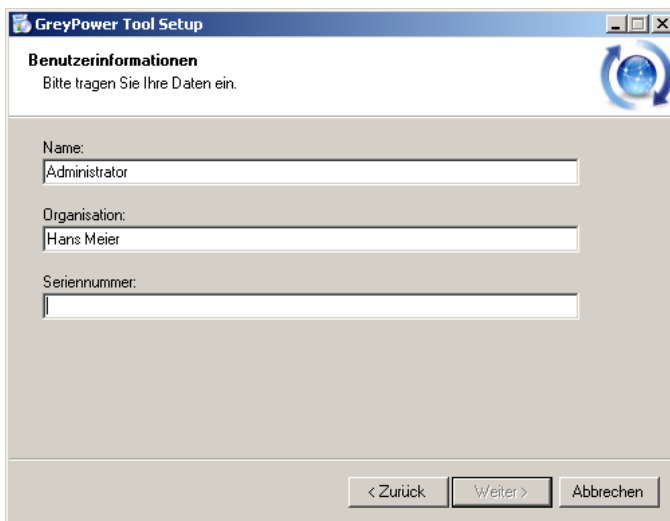 GreyPower Tool Setup
Benutzerinformationen
Bitte tragen Sie Ihre Daten ein.
Name:
Administrator
Organisation:
Hans Meier
Seriennummer:
< Zurück Weiter > Abbrechen